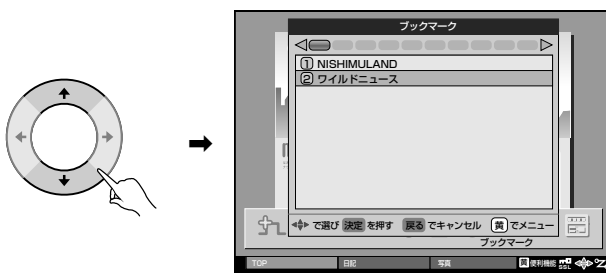 ブックマーク
1 NISHIMULAND
2 ワイルドニュース
で選び 決定 を押す 戻る でキャンセル 黄 でメニュー
ブックマーク
TOP 日記 写真 黄 便利機能 SSL